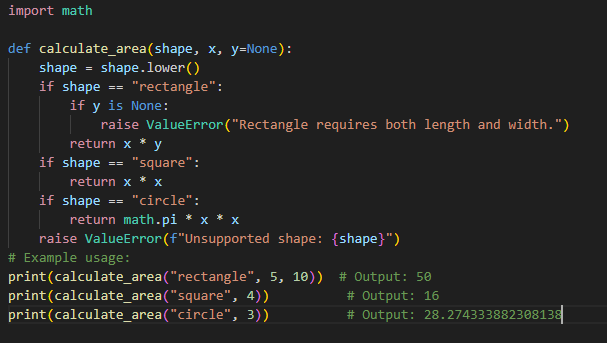 import math

def calculate_area(shape, x, y=None):
    shape = shape.lower()
    if shape == "rectangle":
        if y is None:
            raise ValueError("Rectangle requires both length and width.")
        return x * y
    if shape == "square":
        return x * x
    if shape == "circle":
        return math.pi * x * x
    raise ValueError(f"Unsupported shape: {shape}")
# Example usage:
print(calculate_area("rectangle", 5, 10))  # Output: 50
print(calculate_area("square", 4))          # Output: 16
print(calculate_area("circle", 3))          # Output: 28.274333882308138